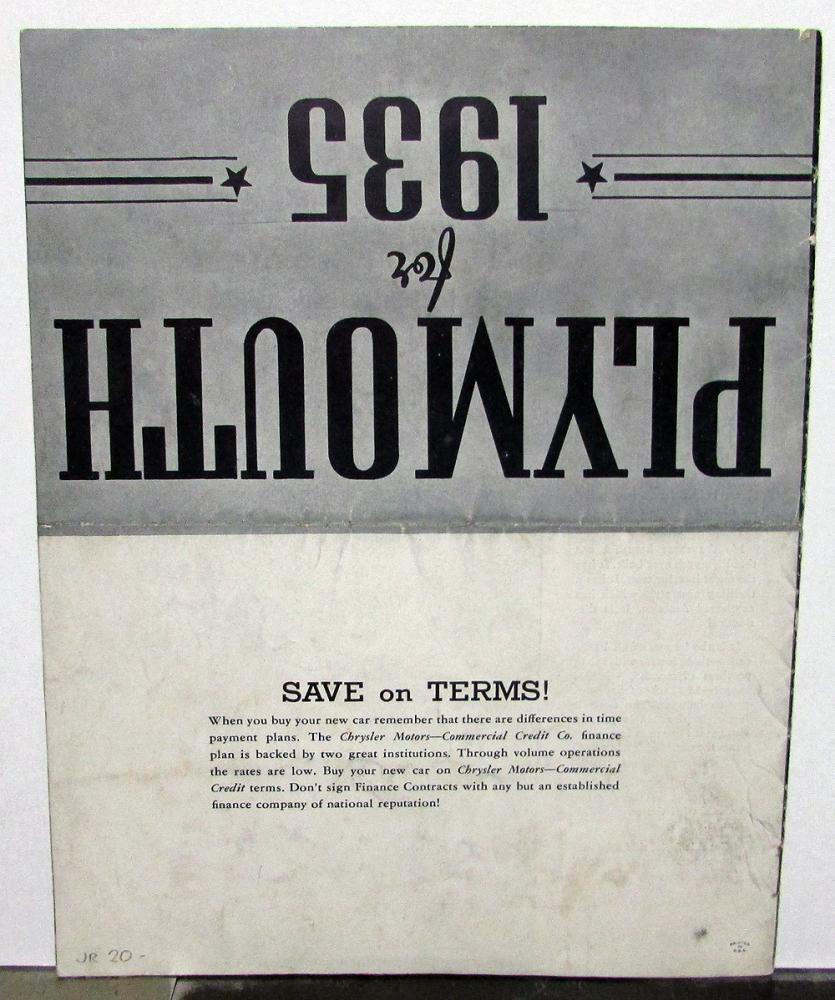 PLYMOUTH
for
1935
SAVE on TERMS!
When you buy your new car remember that there are differences in time
payment plans. The Chrysler Motors—Commercial Credit Co. finance
plan is backed by two great institutions. Through volume operations
the rates are low. Buy your new car on Chrysler Motors—Commercial
Credit terms. Don't sign Finance Contracts with any but an established
finance company of national reputation!
JR 20-